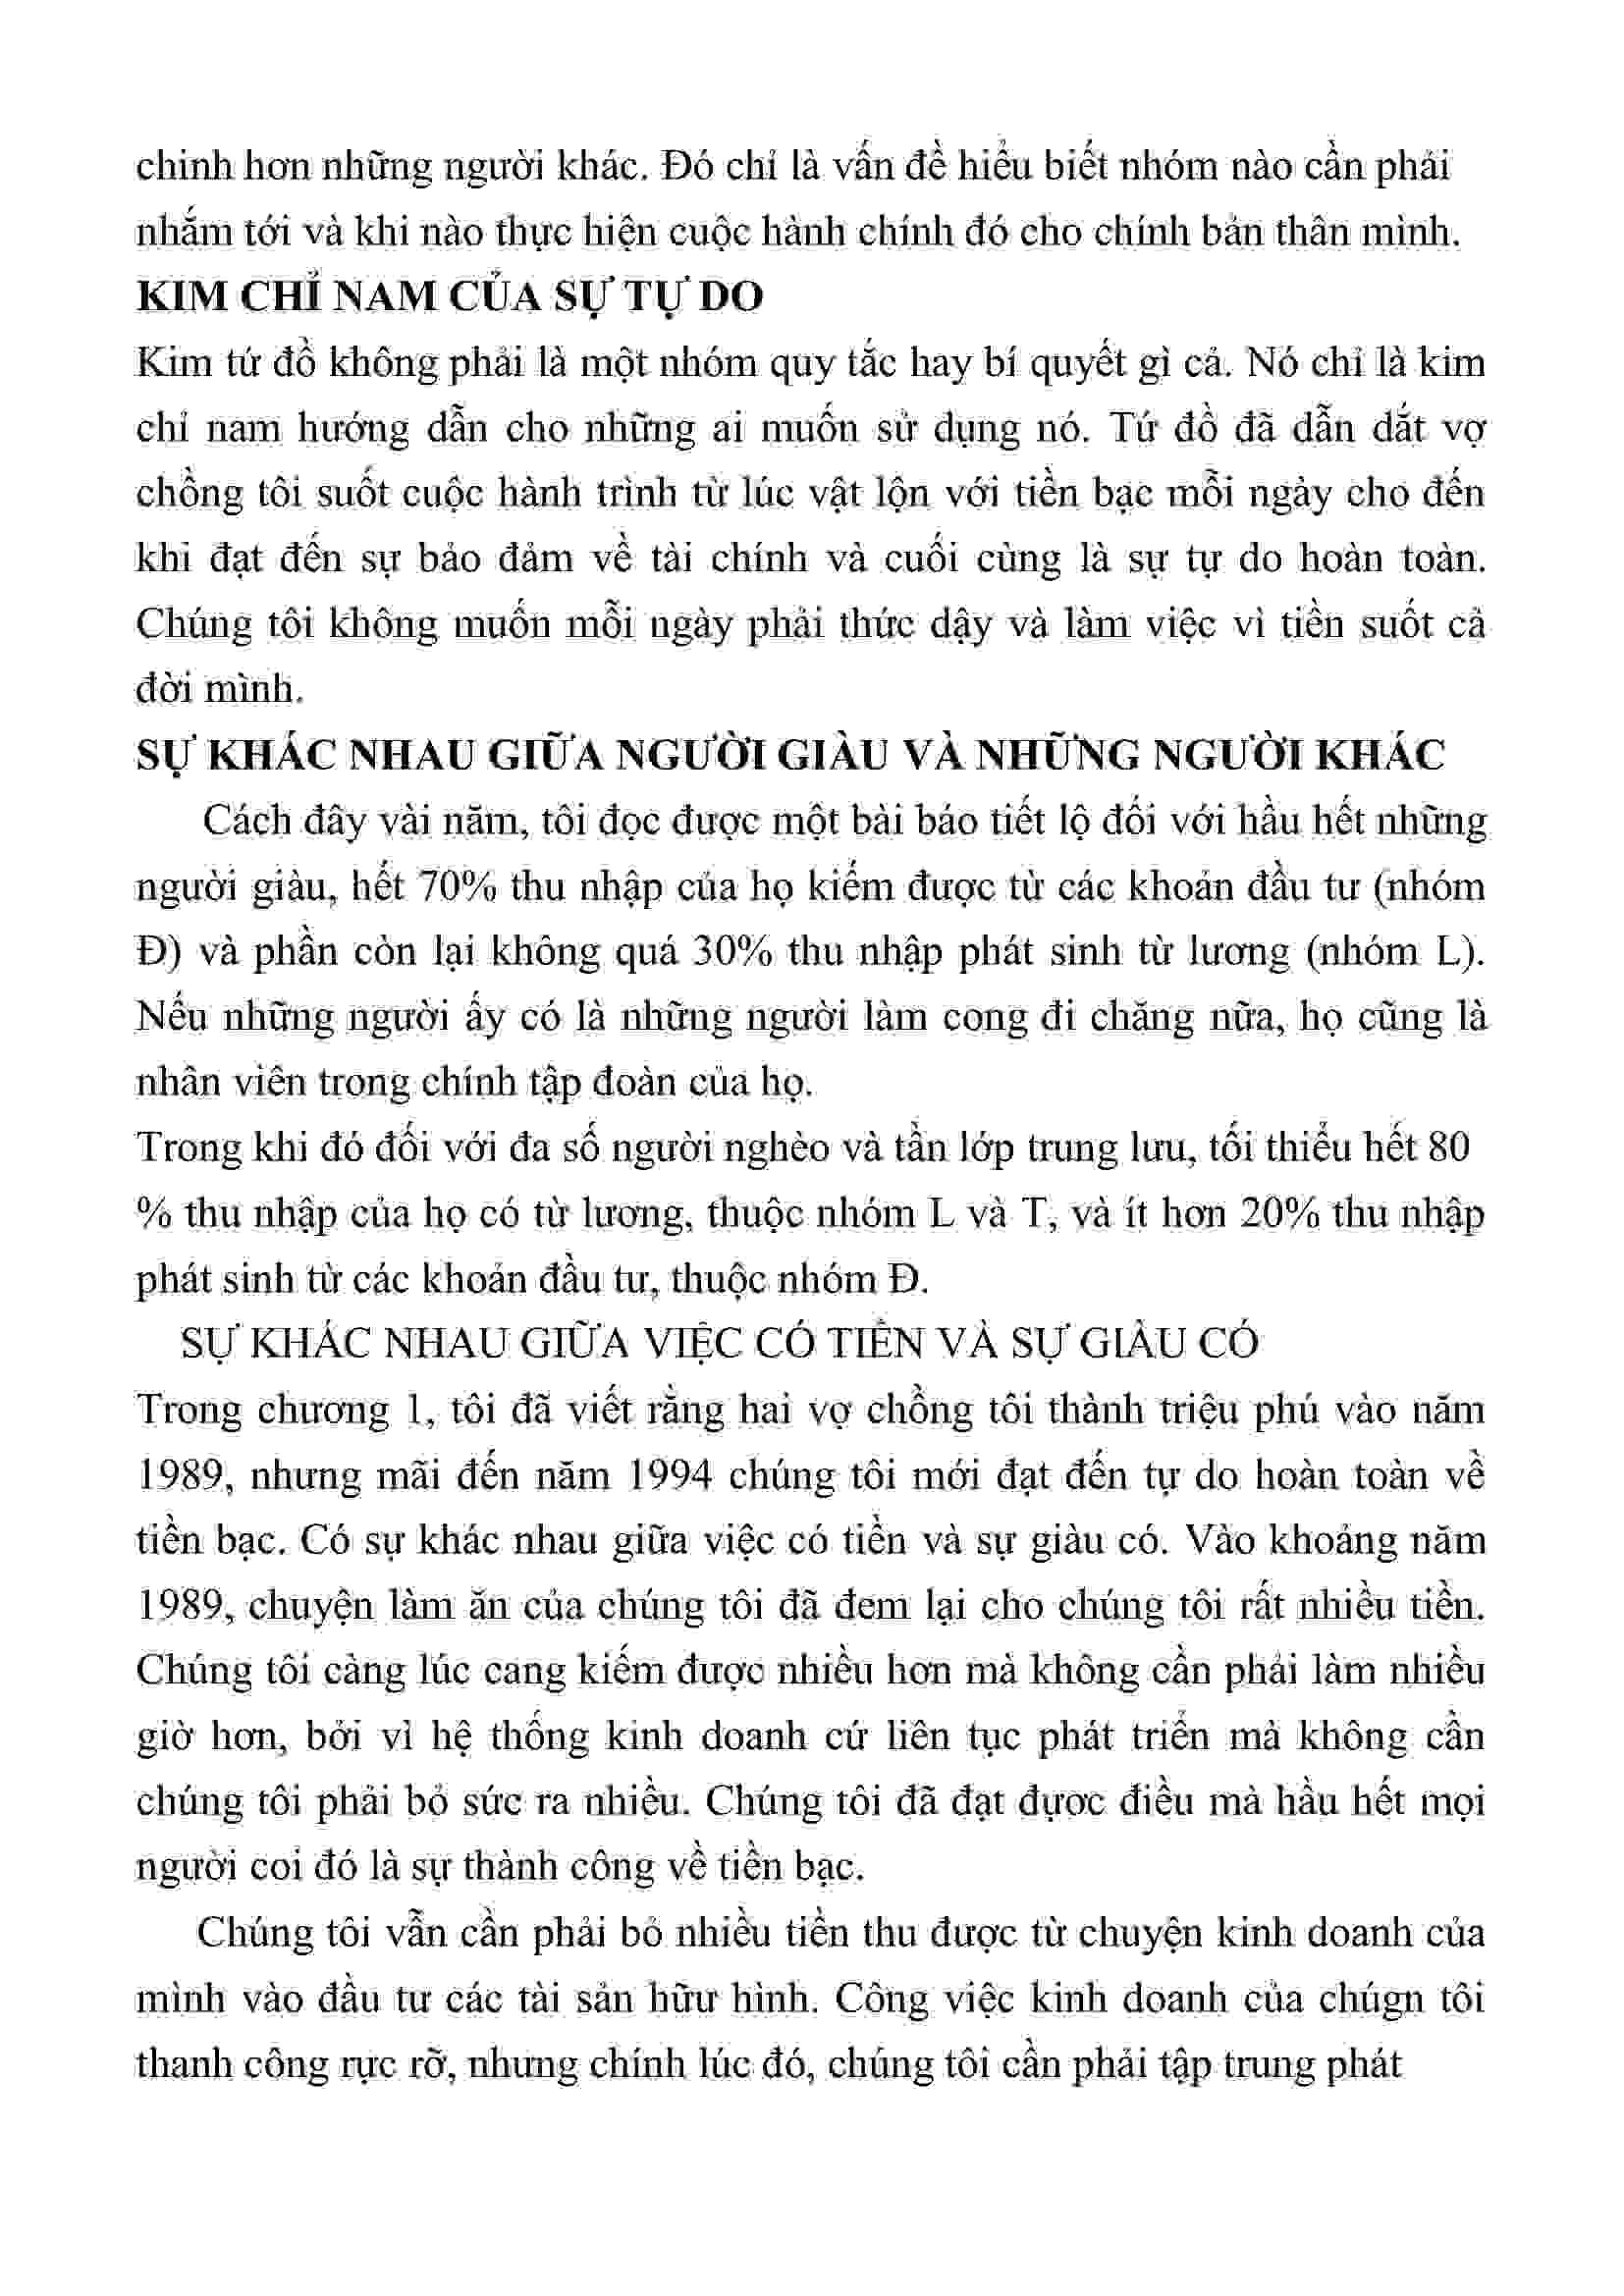 chinh hơn những người khác. Đó chỉ là vấn đề hiểu biết nhóm nào cần phải
nhắm tới và khi nào thực hiện cuộc hành chính đó cho chính bản thân mình.
KIM CHỈ NAM CỦA SỰ TỰ DO
Kim tứ đồ không phải là một nhóm quy tắc hay bí quyết gì cả. Nó chỉ là kim
chỉ nam hướng dẫn cho những ai muốn sử dụng nó. Tứ đồ đã dẫn dắt vợ
chồng tôi suốt cuộc hành trình từ lúc vật lộn với tiền bạc mỗi ngày cho đến
khi đạt đến sự bảo đảm về tài chính và cuối cùng là sự tự do hoàn toàn.
Chúng tôi không muốn mỗi ngày phải thức dậy và làm việc vì tiền suốt cả
đời mình.
SỰ KHÁC NHAU GIỮA NGƯỜI GIÀU VÀ NHỮNG NGƯỜI KHÁC
Cách đây vài năm, tôi đọc được một bài báo tiết lộ đối với hầu hết những
người giàu, hết 70% thu nhập của họ kiếm được từ các khoản đầu tư (nhóm
Đ) và phần còn lại không quá 30% thu nhập phát sinh từ lương (nhóm L).
Nếu những người ấy có là những người làm cong đi chăng nữa, họ cũng là
nhân viên trong chính tập đoàn của họ.
Trong khi đó đối với đa số người nghèo và tần lớp trung lưu, tối thiểu hết 80
% thu nhập của họ có từ lương, thuộc nhóm L và T, và ít hơn 20% thu nhập
phát sinh từ các khoản đầu tư, thuộc nhóm Đ.
SỰ KHÁC NHAU GIỮA VIỆC CÓ TIỀN VÀ SỰ GIÀU CÓ
Trong chương 1, tôi đã viết rằng hai vợ chồng tôi thành triệu phú vào năm
1989, nhưng mãi đến năm 1994 chúng tôi mới đạt đến tự do hoàn toàn về
tiền bạc. Có sự khác nhau giữa việc có tiền và sự giàu có. Vào khoảng năm
1989, chuyện làm ăn của chúng tôi đã đem lại cho chúng tôi rất nhiều tiền.
Chúng tôi càng lúc cang kiếm được nhiều hơn mà không cần phải làm nhiều
giờ hơn, bởi vì hệ thống kinh doanh cứ liên tục phát triển mà không cần
chúng tôi phải bỏ sức ra nhiều. Chúng tôi đã đạt đựơc điều mà hầu hết mọi
người coi đó là sự thành công về tiền bạc.
Chúng tôi vẫn cần phải bỏ nhiều tiền thu được từ chuyện kinh doanh của
mình vào đầu tư các tài sản hữu hình. Công việc kinh doanh của chúgn tôi
thanh công rực rỡ, nhưng chính lúc đó, chúng tôi cần phải tập trung phát